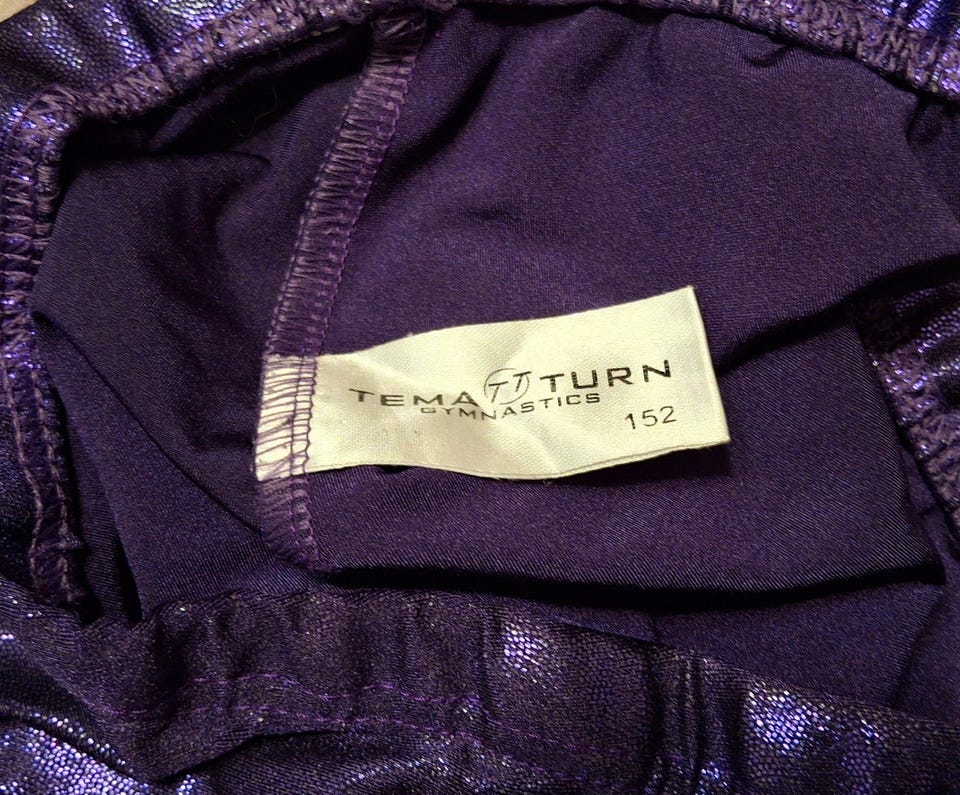 TEMA TT TURN
GYMNASTICS
152